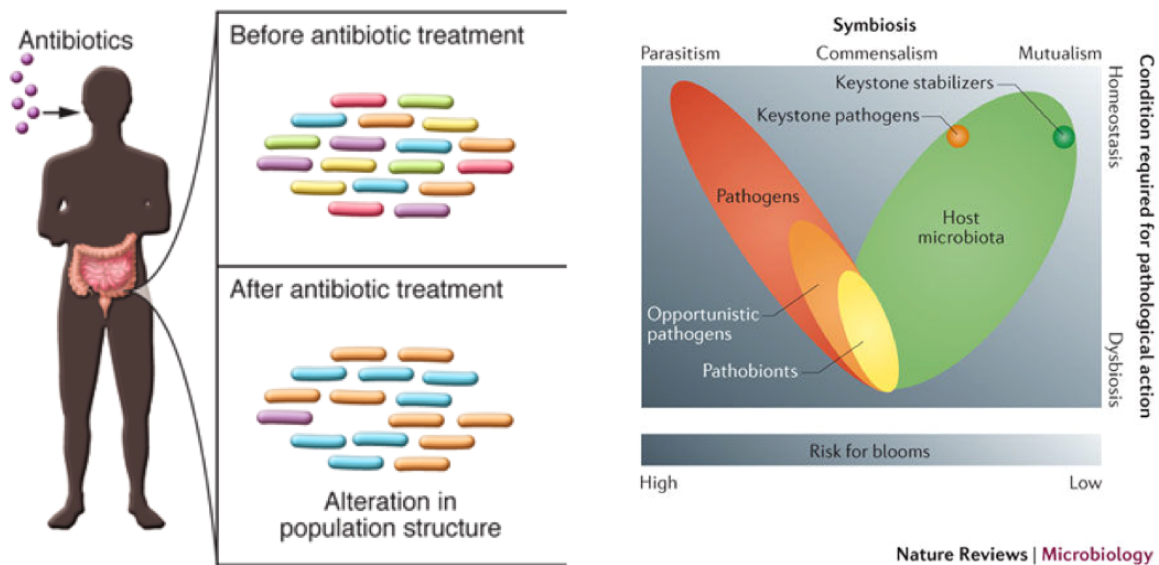 Antibiotics
Before antibiotic treatment
After antibiotic treatment
Alteration in
population structure
Symbiosis
Parasitism Commensalism Mutualism
Keystone stabilizers
Keystone pathogens
Pathogens
Host
microbiota
Opportunistic
pathogens
Pathobionts
Homeostasis
Dysbiosis
Condition required for pathological action
Risk for blooms
High Low
Nature Reviews | Microbiology